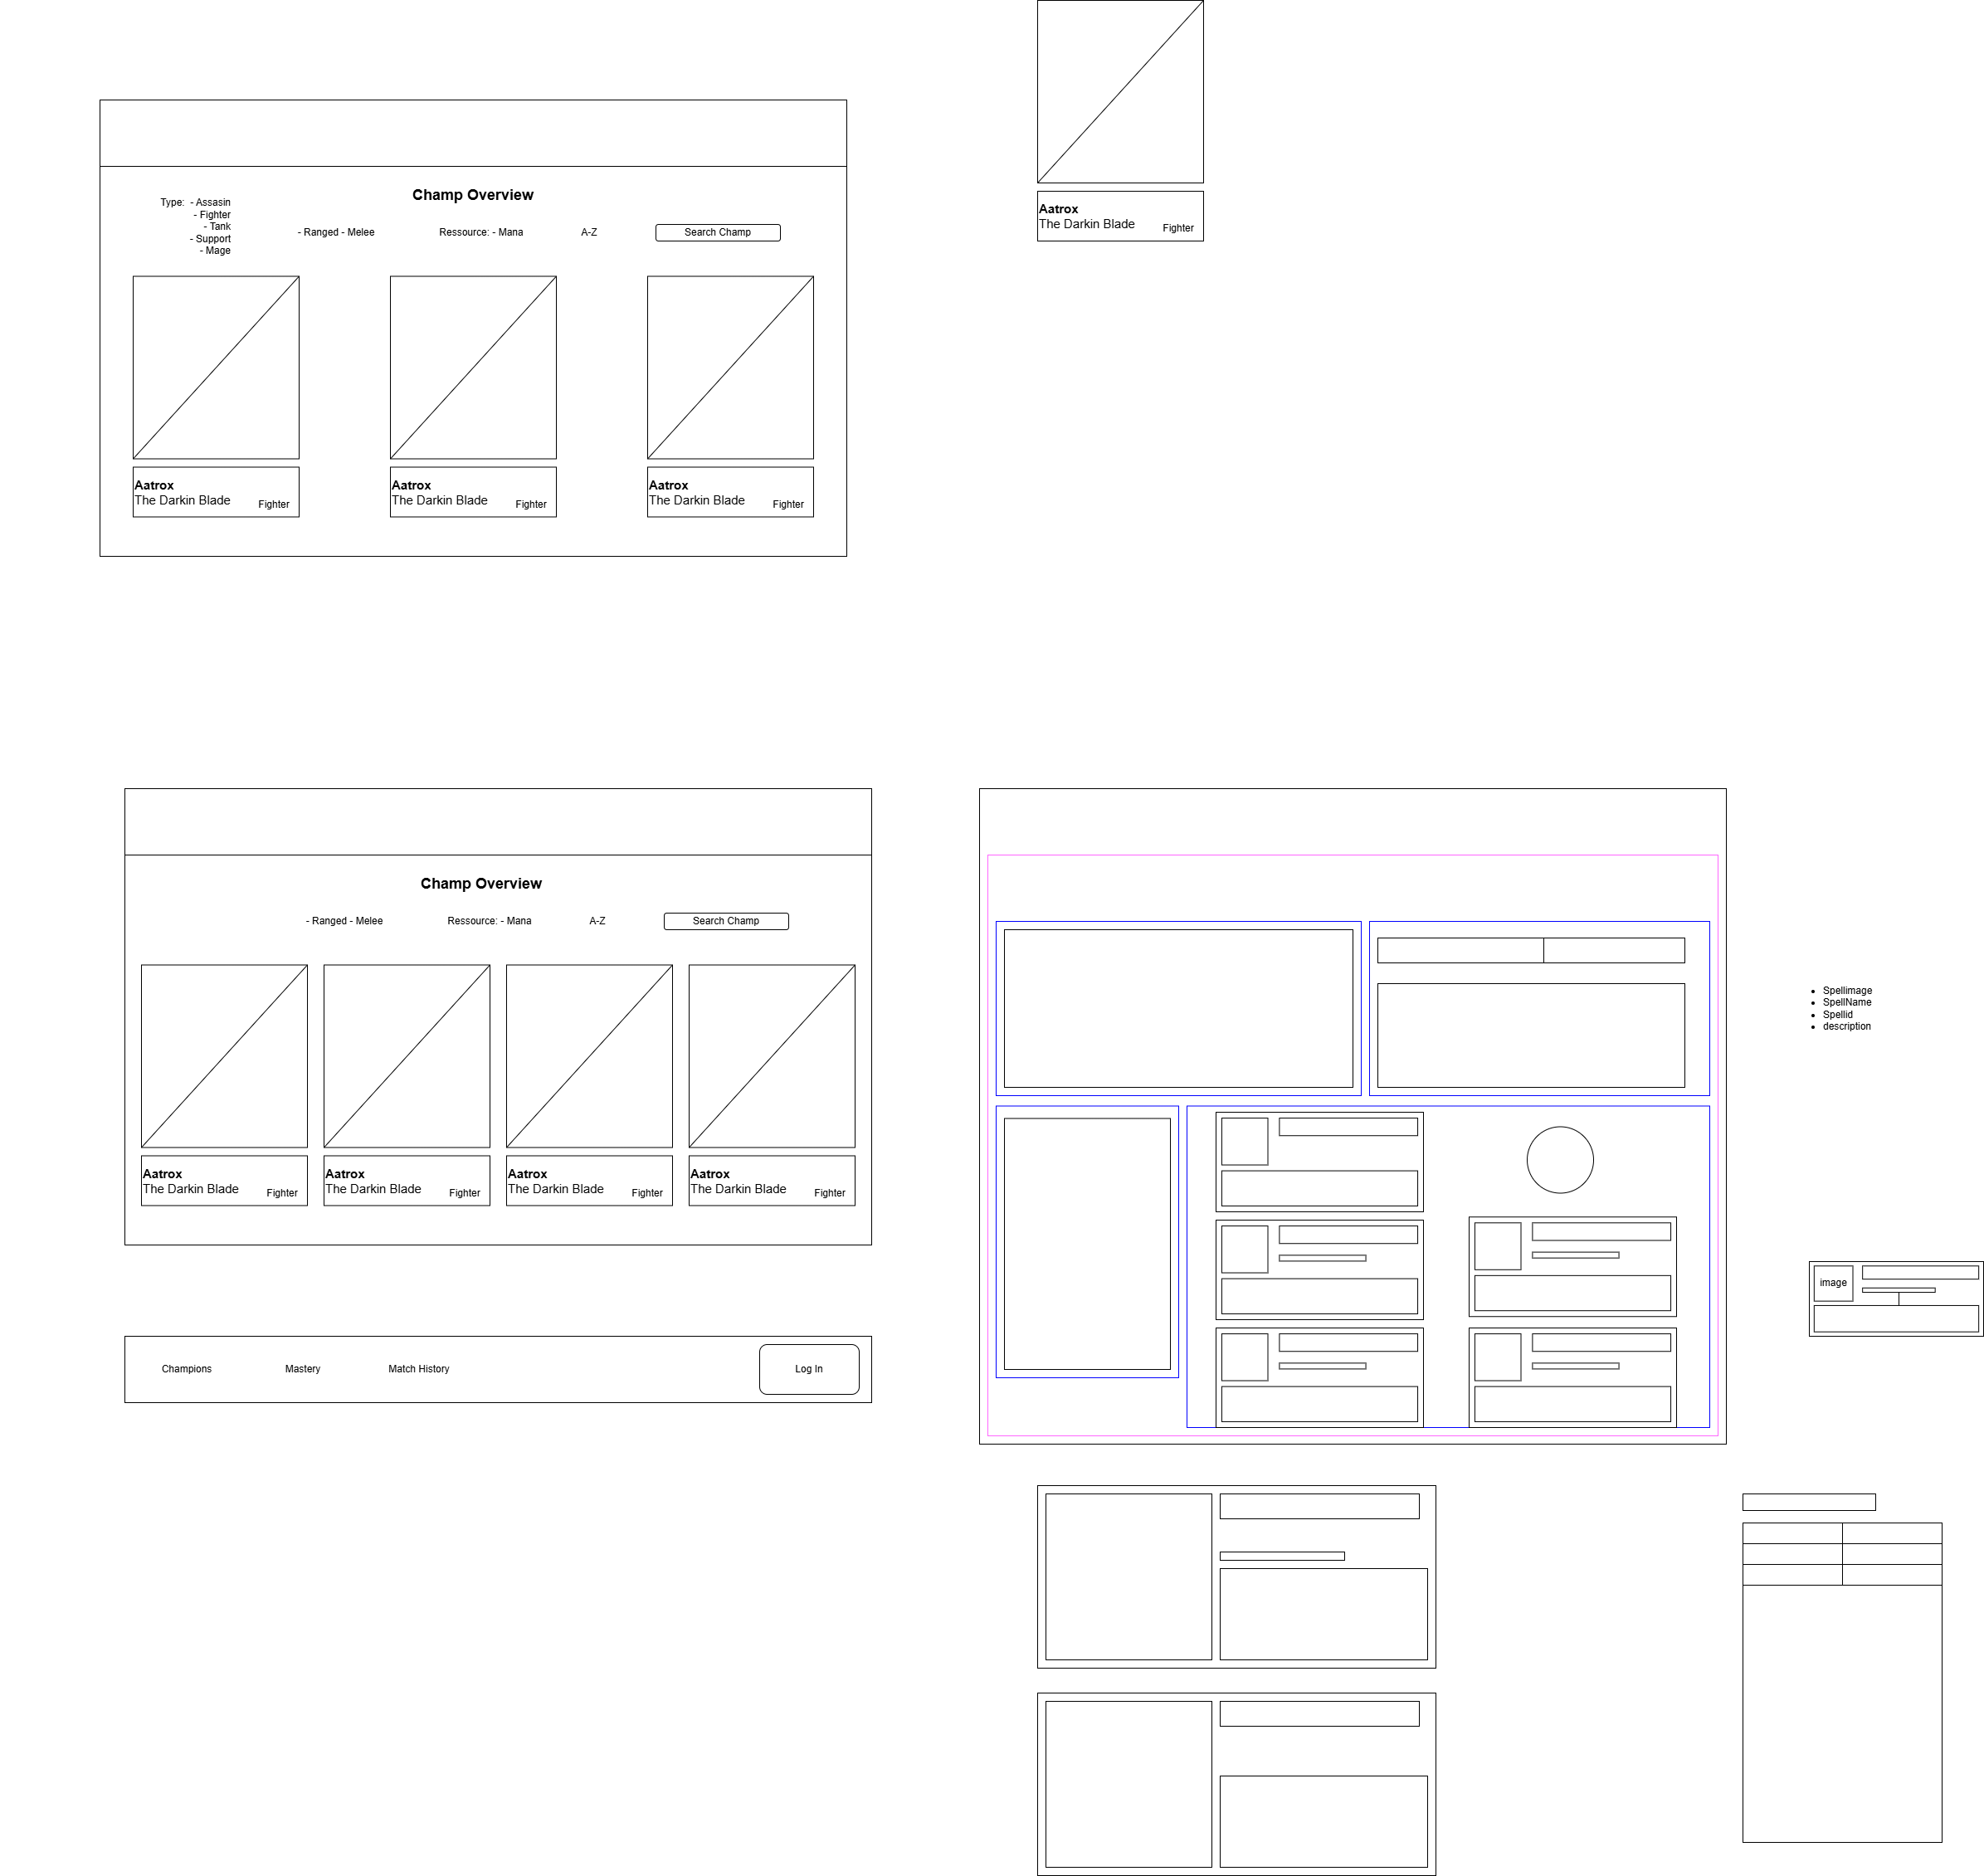 Aatrox
The Darkin Blade
Fighter
Champ Overview
Type:  - Assasin
- Fighter
- Tank
- Support
- Mage
- Ranged - Melee
Ressource: - Mana
A-Z
Search Champ
Aatrox
The Darkin Blade
Fighter
Aatrox
The Darkin Blade
Fighter
Aatrox
The Darkin Blade
Fighter
Champ Overview
- Ranged - Melee
Ressource: - Mana
A-Z
Search Champ
Aatrox
The Darkin Blade
Fighter
Aatrox
The Darkin Blade
Fighter
Aatrox
The Darkin Blade
Fighter
Aatrox
The Darkin Blade
Fighter
• Spellimage
• SpellName
• Spellid
• description
image
Champions
Mastery
Match History
Log In